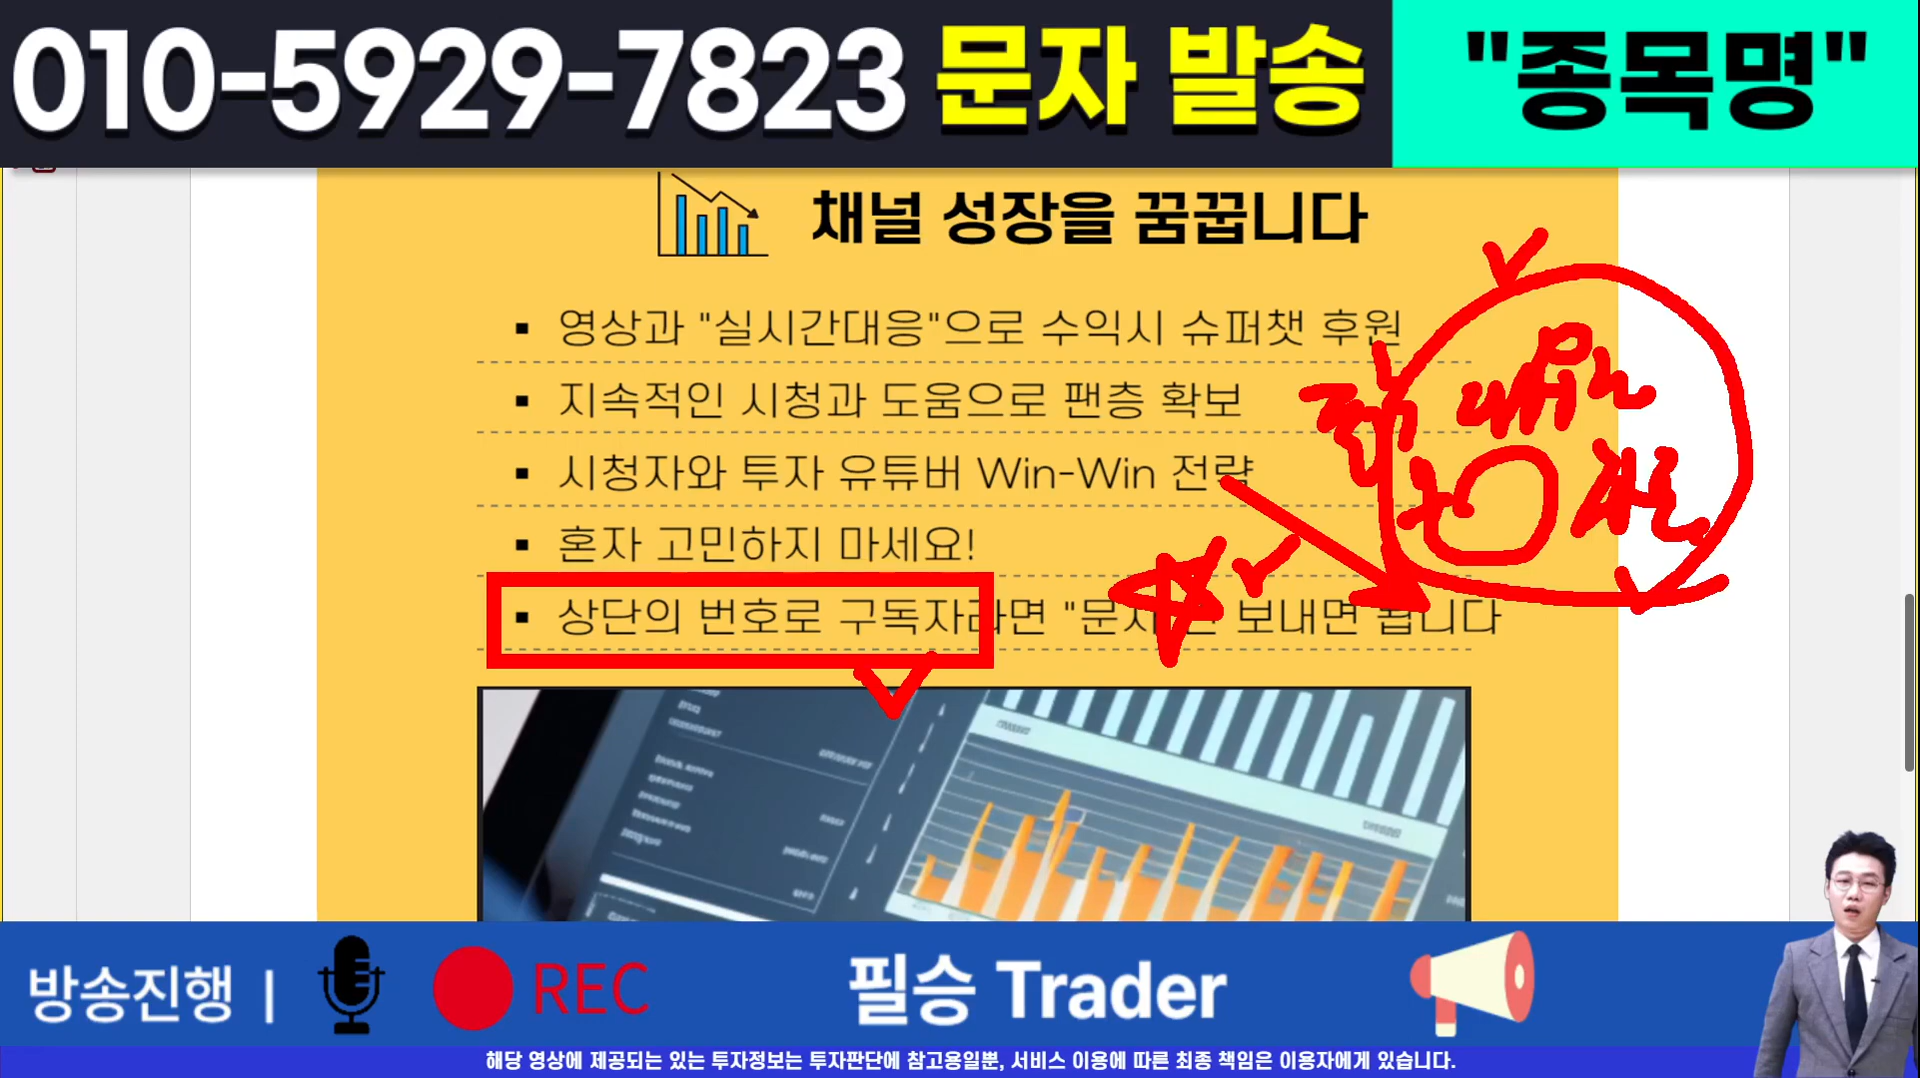 010-5929-7823 문자 발송 "종목명"
채널 성장을 꿈꿉니다
▪ 영상과 "실시간대응"으로 수익시 슈퍼챗 후원
▪ 지속적인 시청과 도움으로 팬층 확보
▪ 시청자와 투자 유튜버 Win-Win 전략
▪ 혼자 고민하지 마세요!
▪ 상단의 번호로 구독자라면 "문자"만 보내면 됩니다
방송진행 | REC 필승 Trader
해당 영상에 제공되는 있는 투자정보는 투자판단에 참고용일뿐, 서비스 이용에 따른 최종 책임은 이용자에게 있습니다.